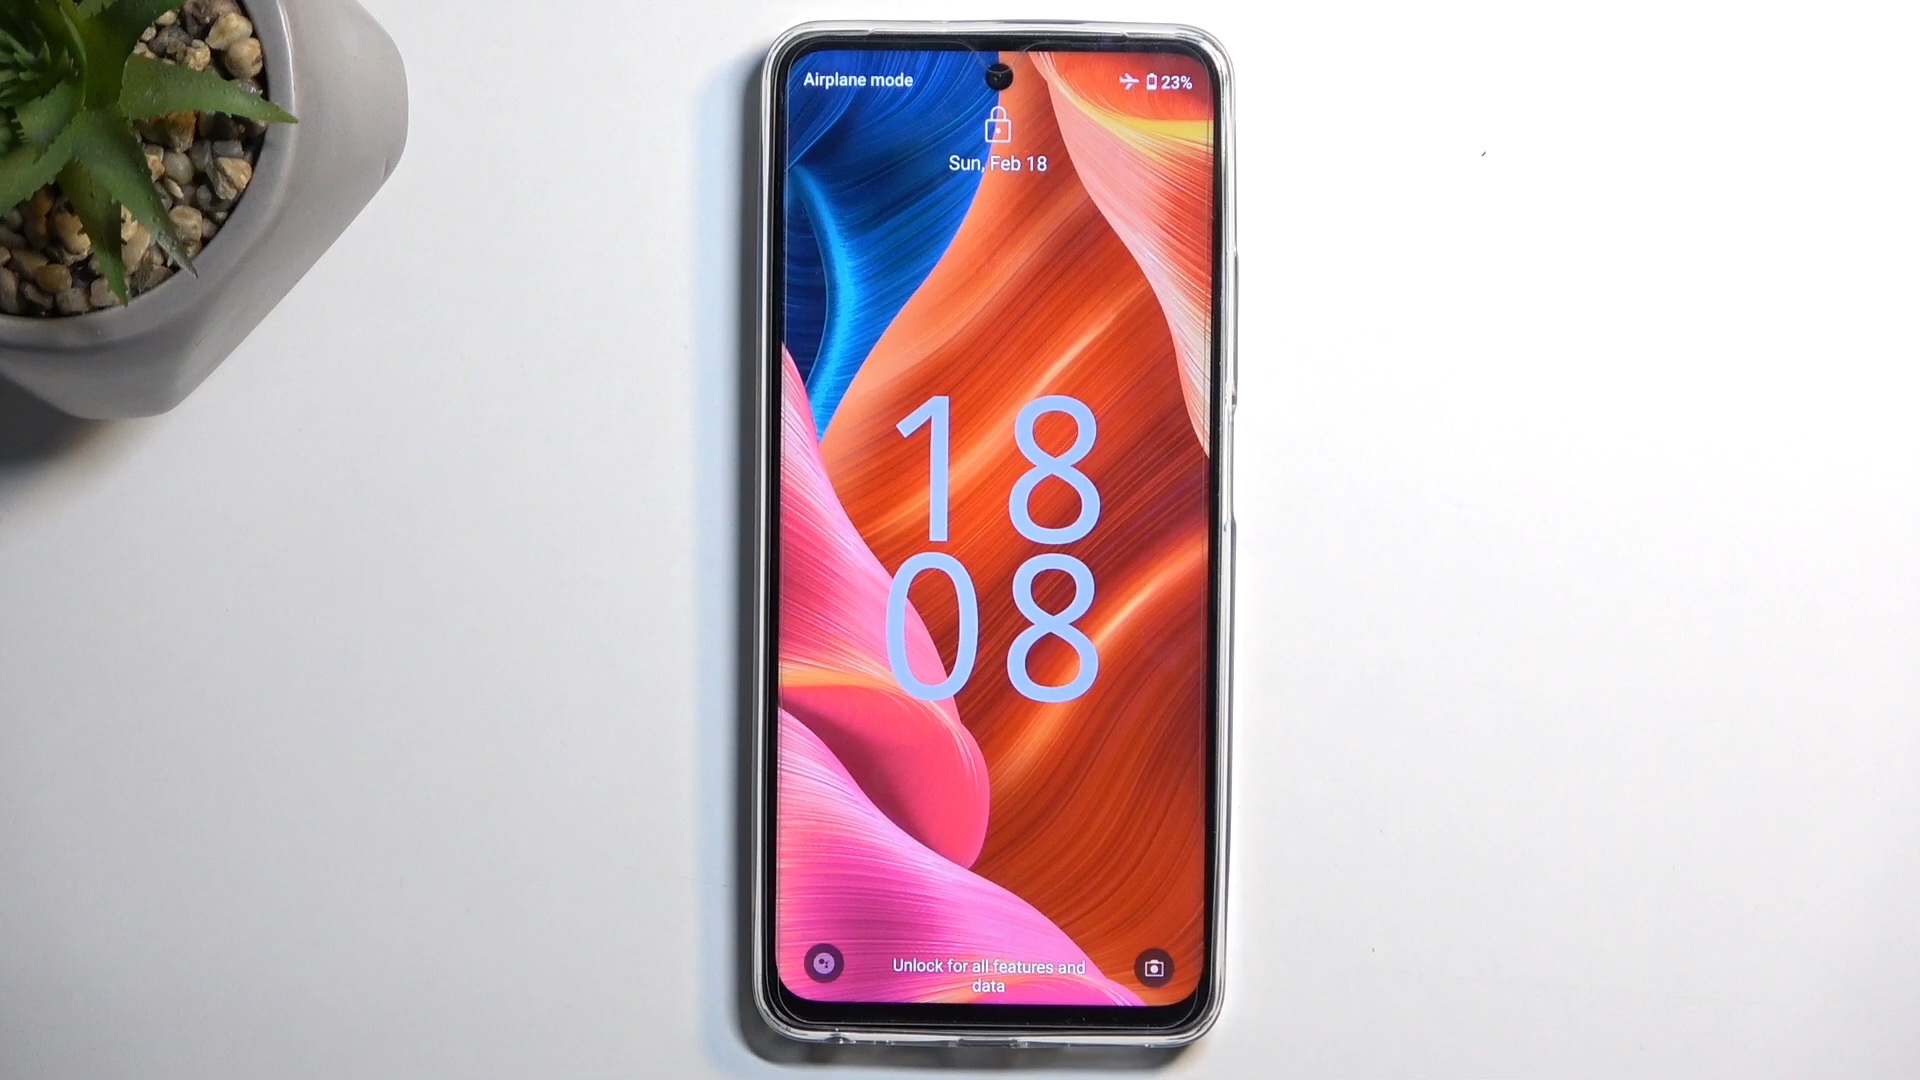 Airplane mode
23%
Sun, Feb 18
18
08
Unlock for all features and
data